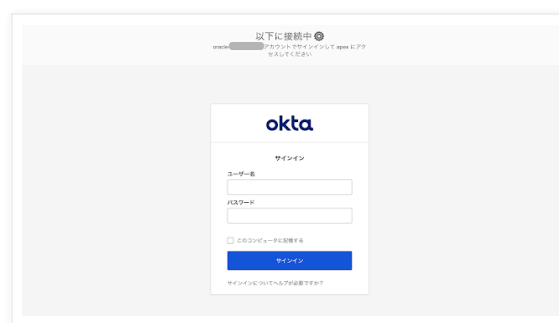 以下に接続中
oracle アカウントでサインインして apex にアク
セスしてください
okta
サインイン
ユーザー名
パスワード
このコンピュータに記憶する
サインイン
サインインについてヘルプが必要ですか?